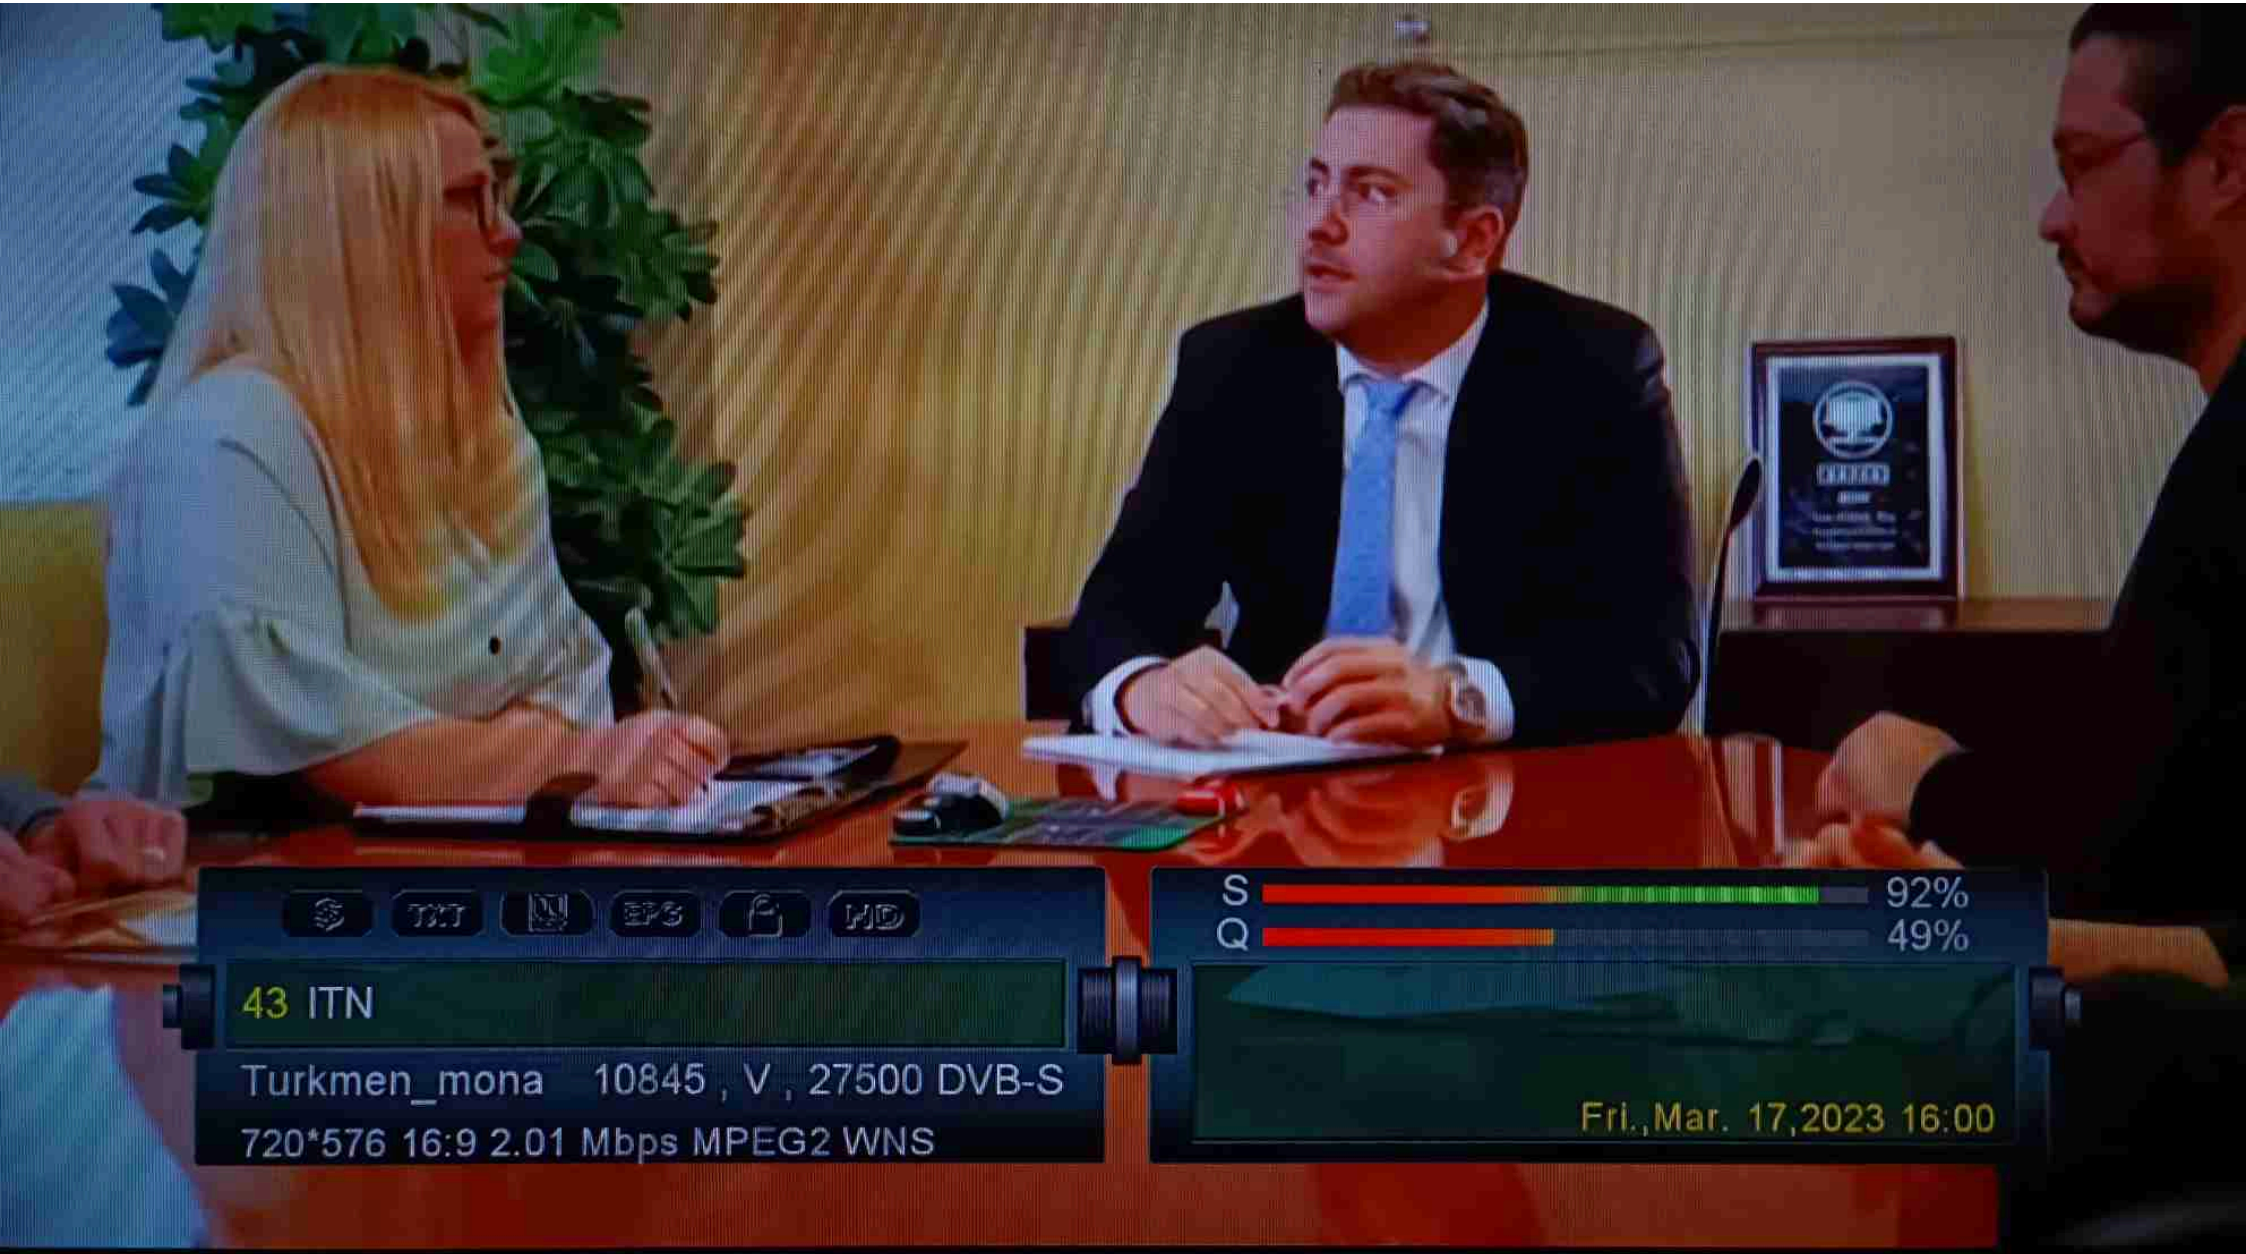 $ TXT EPG HD
S 92%
Q 49%
43 ITN
Turkmen_mona 10845 , V , 27500 DVB-S
720*576 16:9 2.01 Mbps MPEG2 WNS
Fri.,Mar. 17,2023 16:00